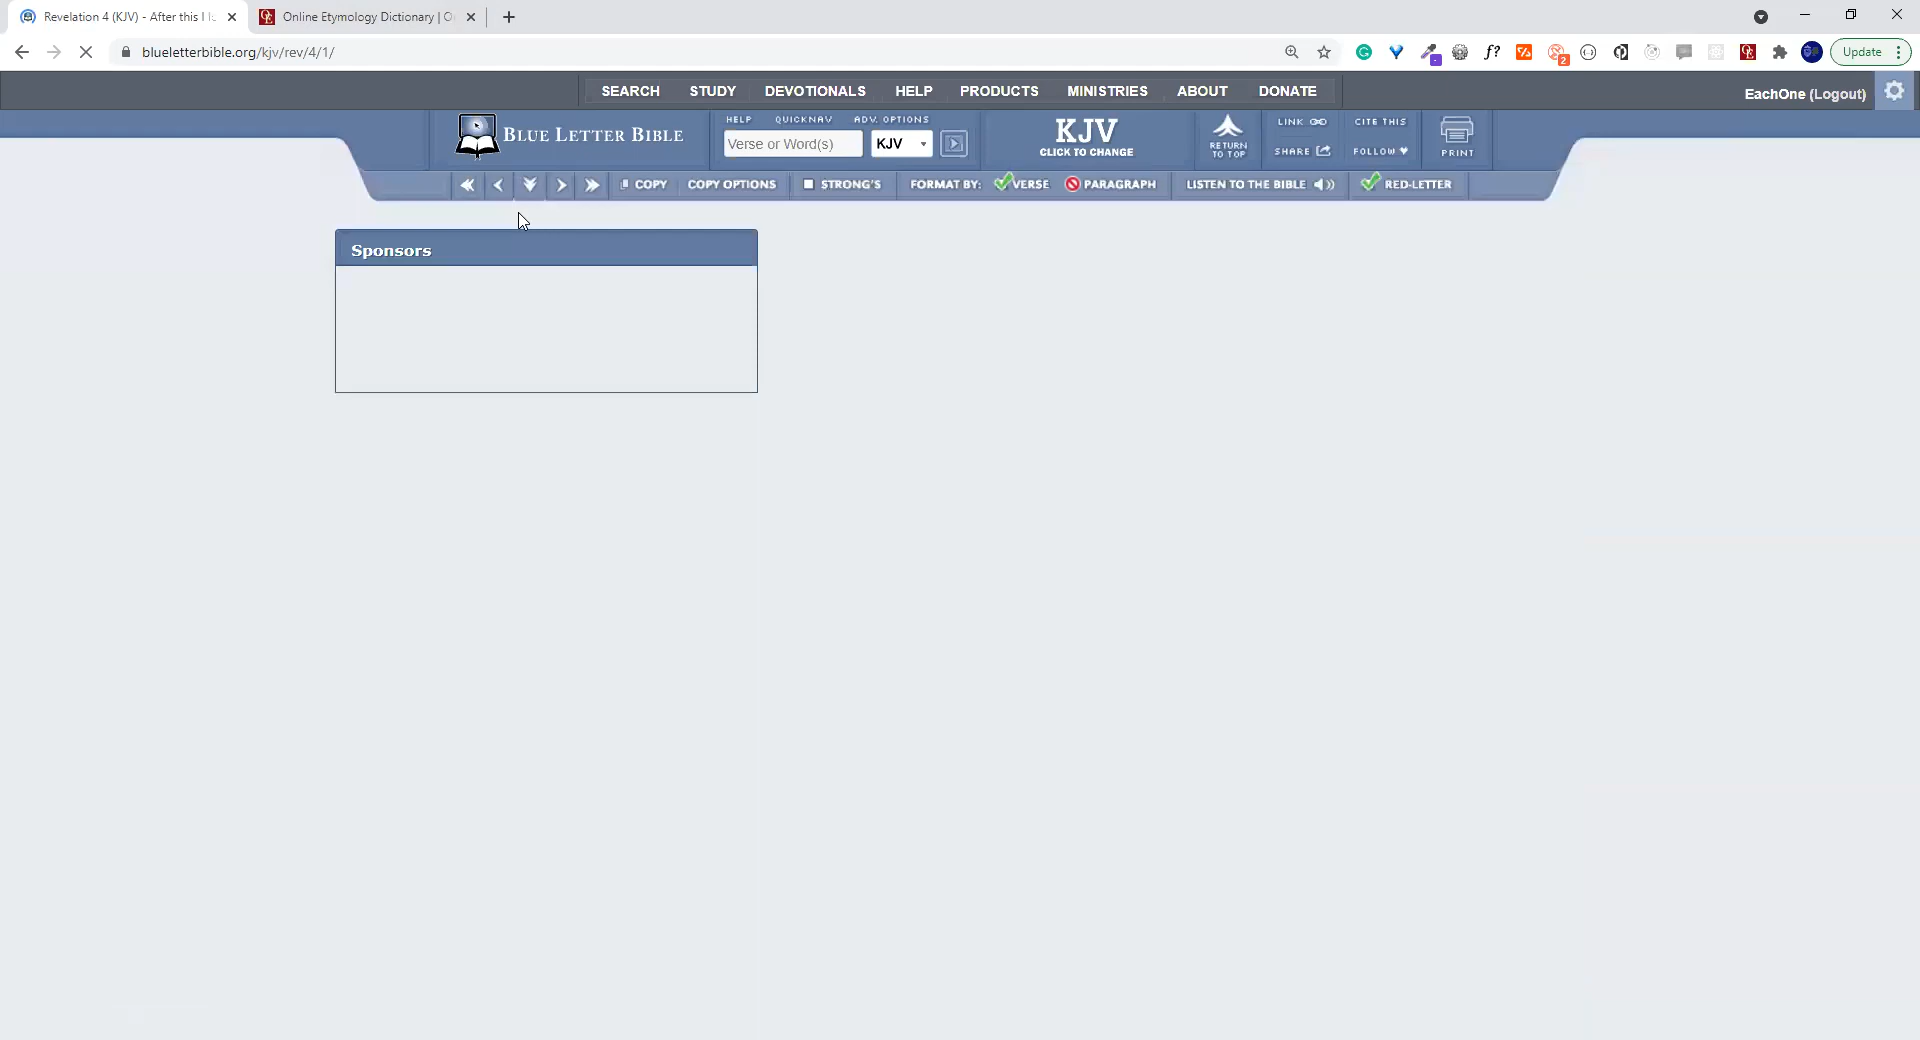 Revelation 4 (KJV) - After this I lo
Online Etymology Dictionary | O
blueletterbible.org/kjv/rev/4/1/
f?
2
Update
SEARCH STUDY DEVOTIONALS HELP PRODUCTS MINISTRIES ABOUT DONATE
EachOne (Logout)
BLUE LETTER BIBLE
HELP QUICKNAV ADV. OPTIONS
Verse or Word(s)
KJV
KJV
CLICK TO CHANGE
RETURN
TO TOP
LINK
CITE THIS
SHARE
FOLLOW
PRINT
COPY COPY OPTIONS STRONG'S FORMAT BY: VERSE PARAGRAPH LISTEN TO THE BIBLE RED-LETTER
Sponsors